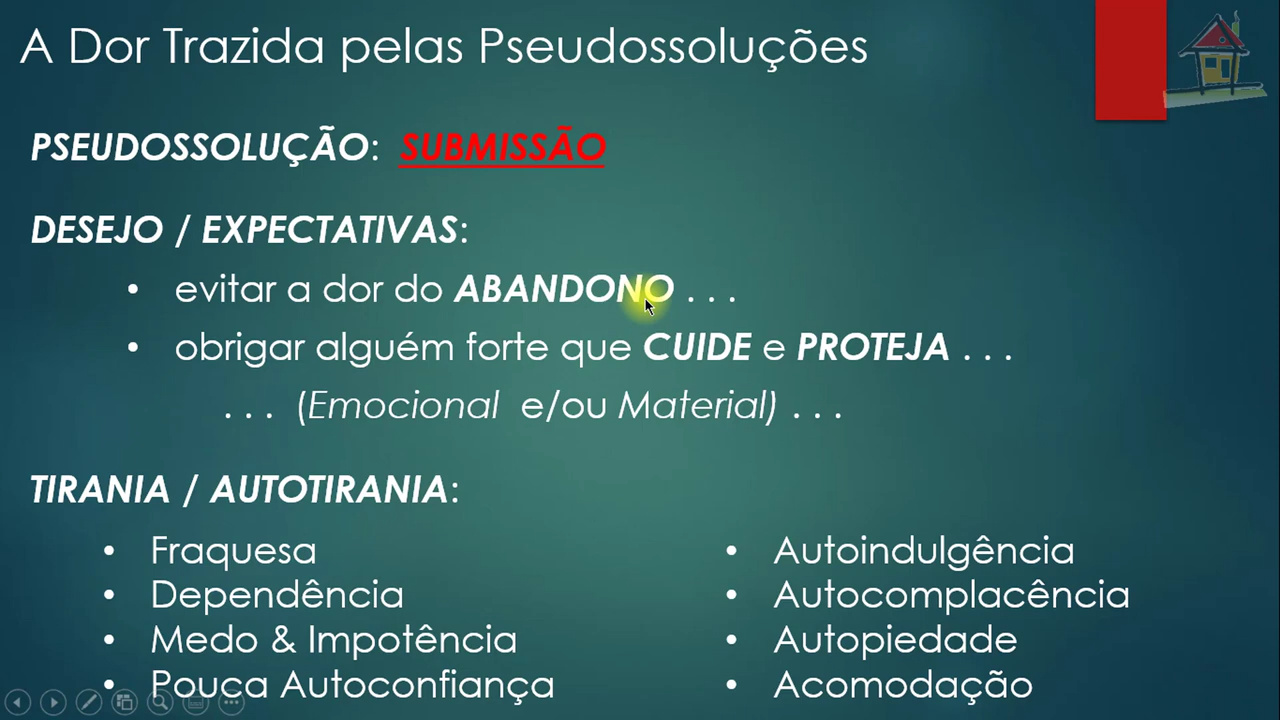 A Dor Trazida pelas Pseudossoluções
PSEUDOSSOLUÇÃO: SUBMISSÃO
DESEJO / EXPECTATIVAS:
• evitar a dor do ABANDONO . . .
• obrigar alguém forte que CUIDE e PROTEJA . . .
. . . (Emocional e/ou Material) . . .
TIRANIA / AUTOTIRANIA:
• Fraquesa
• Dependência
• Medo & Impotência
• Pouca Autoconfiança
• Autoindulgência
• Autocomplacência
• Autopiedade
• Acomodação